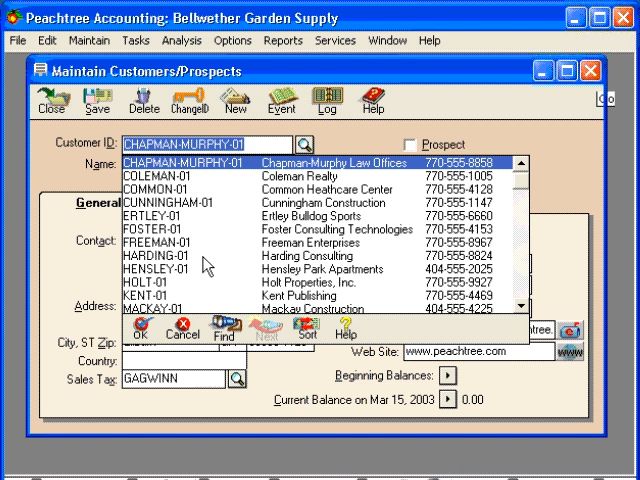 Peachtree Accounting: Bellwether Garden Supply
File Edit Maintain Tasks Analysis Options Reports Services Window Help
Maintain Customers/Prospects
Close Save Delete ChangeID New Event Log Help
Go
Customer ID: CHAPMAN-MURPHY-01 Prospect
Name:
CHAPMAN-MURPHY-01 Chapman-Murphy Law Offices 770-555-8858
COLEMAN-01 Coleman Realty 770-555-1005
COMMON-01 Common Heathcare Center 770-555-4128
CUNNINGHAM-01 Cunningham Construction 770-555-1147
ERTLEY-01 Ertley Bulldog Sports 770-555-6660
FOSTER-01 Foster Consulting Technologies 770-555-4153
FREEMAN-01 Freeman Enterprises 770-555-8967
HARDING-01 Harding Consulting 770-555-8824
HENSLEY-01 Hensley Park Apartments 404-555-2025
HOLT-01 Holt Properties, Inc. 770-555-9927
KENT-01 Kent Publishing 770-555-4469
MACKAY-01 Mackay Construction 404-555-4225
OK Cancel Find Next Sort Help
General
Contact:
Address:
City, ST Zip:
Country:
Sales Tax: GAGWINN
tree.
Web Site: www.peachtree.com WWW
Beginning Balances:
Current Balance on Mar 15, 2003 0.00